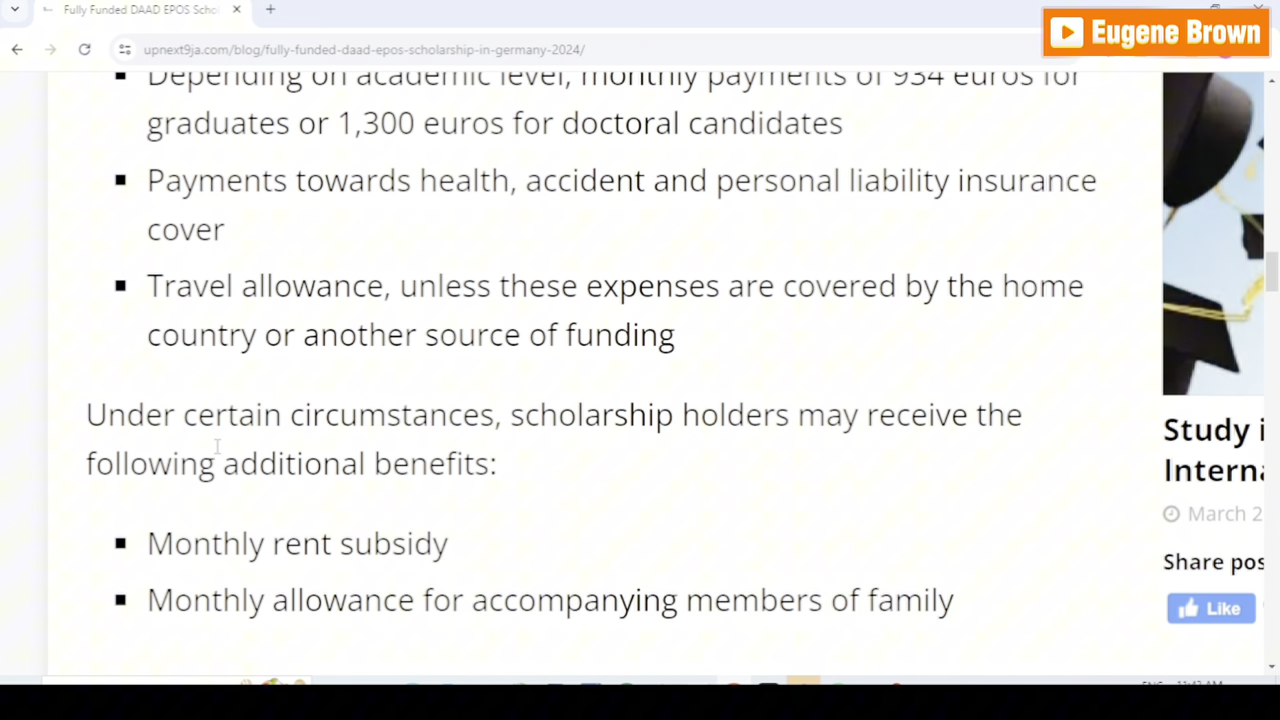 Fully Funded DAAD EPOS Scho
upnext9ja.com/blog/fully-funded-daad-epos-scholarship-in-germany-2024/
Eugene Brown
Depending on academic level, monthly payments of 934 euros for
graduates or 1,300 euros for doctoral candidates
Payments towards health, accident and personal liability insurance
cover
Travel allowance, unless these expenses are covered by the home
country or another source of funding
Under certain circumstances, scholarship holders may receive the
following additional benefits:
Monthly rent subsidy
Monthly allowance for accompanying members of family
Study i
Interna
March 2
Share pos
Like